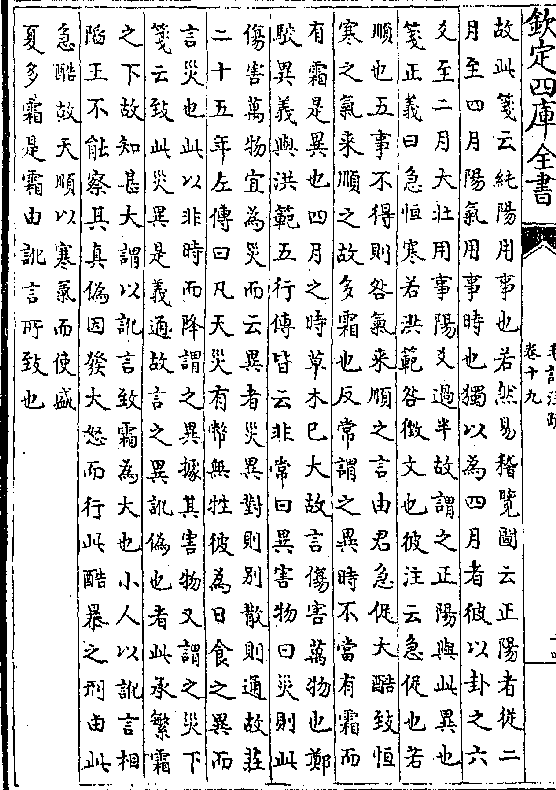 欽定四庫全書
卷十九
故此箋云純陽用事也若然易稽覽圖云正陽者從二
月至四月陽氣用事時也獨以為四月者彼以卦之六
爻至二月大壯用事陽爻過半故謂之正陽與此異也
箋正義曰急恒寒若洪範咎徵文也彼注云急促也若
順也五事不得則咎氣來順之言由君急促大酷致恒
寒之氣來順之故多霜也反常謂之異時不當有霜而
有霜是異也四月之時草木已大故言傷害萬物也鄭
駮異義與洪範五行傳皆云非常曰異害物曰災則此
傷害萬物宜為災而云異者災異對則別散則通故莊
二十五年左傳曰凡天災有幣無牲彼為日食之異而
言災也此以非時而降謂之異據其害物又謂之災下
箋云致此災異是義通故言之異訛偽也者此承繁霜
之下故知甚大謂以訛言致霜為大也小人以訛言相
陷王不能察其真偽因發大怒而行此酷暴之刑由此
急酷故天順以寒氣而使盛
夏多霜是霜由訛言所致也